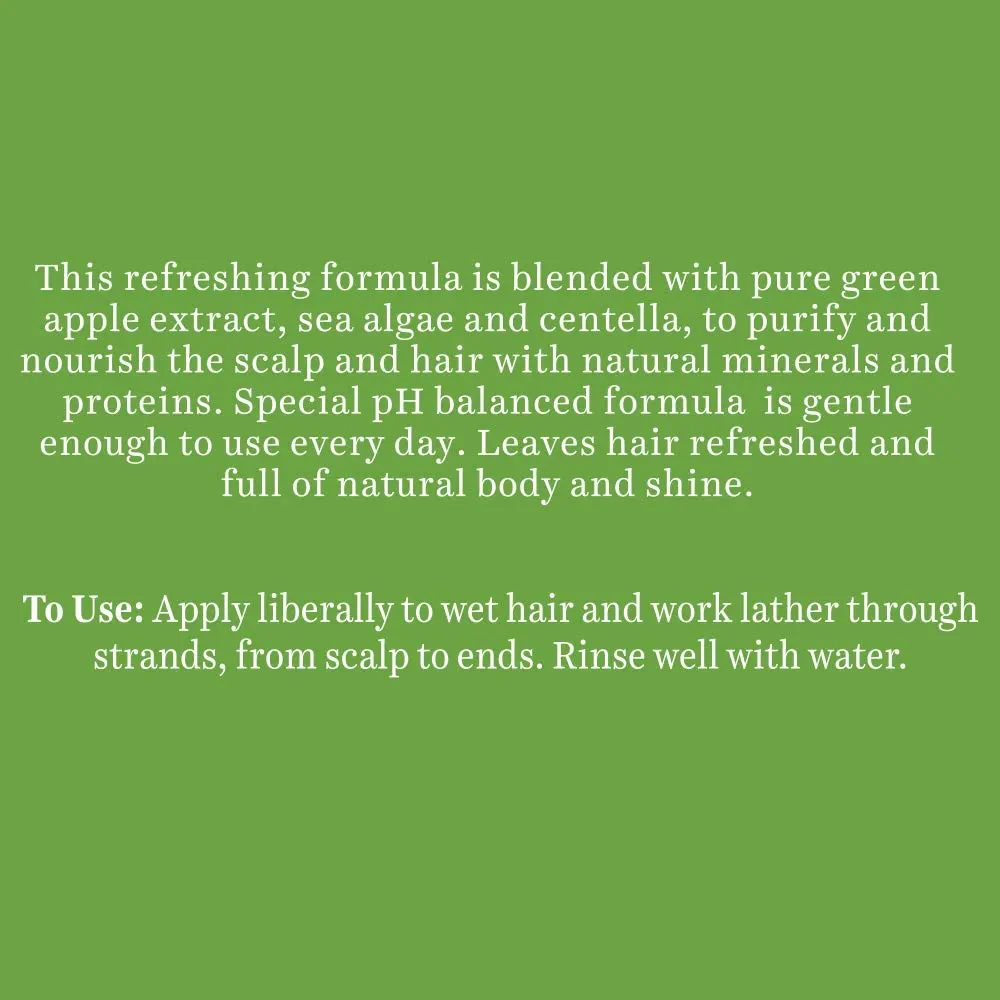 This refreshing formula is blended with pure green
apple extract, sea algae and centella, to purify and
nourish the scalp and hair with natural minerals and
proteins. Special pH balanced formula  is gentle
enough to use every day. Leaves hair refreshed and
full of natural body and shine.
To Use: Apply liberally to wet hair and work lather through
strands, from scalp to ends. Rinse well with water.